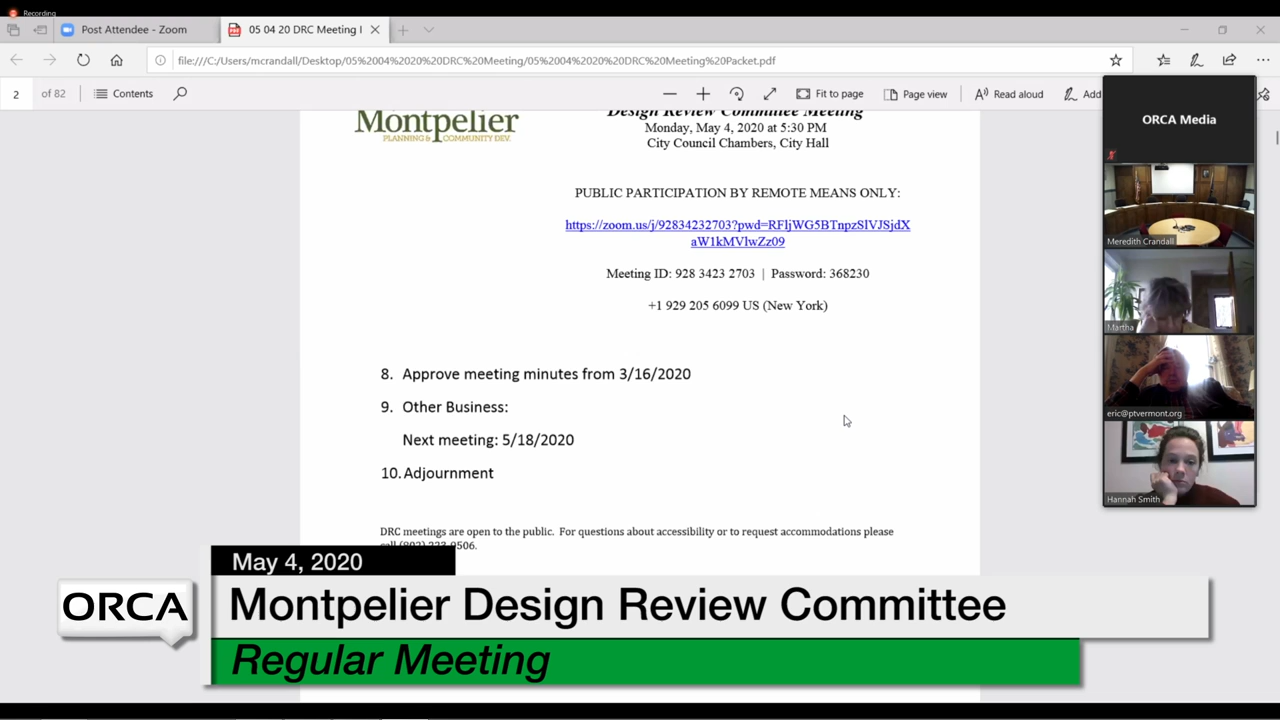 Recording
Post Attendee - Zoom
05 04 20 DRC Meeting
file:///C:/Users/mcrandall/Desktop/05%2004%2020%20DRC%20Meeting/05%2004%2020%20DRC%20Meeting%20Packet.pdf
2 of 82 Contents Fit to page Page view Read aloud Add
Montpelier
PLANNING & COMMUNITY DEV.
Design Review Committee Meeting
Monday, May 4, 2020 at 5:30 PM
City Council Chambers, City Hall
PUBLIC PARTICIPATION BY REMOTE MEANS ONLY:
https://zoom.us/j/92834232703?pwd=RFljWG5BTnpzSlVJSjdX
aW1kMVlwZz09
Meeting ID: 928 3423 2703 | Password: 368230
+1 929 205 6099 US (New York)
8. Approve meeting minutes from 3/16/2020
9. Other Business:
Next meeting: 5/18/2020
10. Adjournment
DRC meetings are open to the public. For questions about accessibility or to request accommodations please
call (802) 223-9506.
ORCA Media
Meredith Crandall
Martha
eric@ptvermont.org
Hannah Smith
May 4, 2020
ORCA
Montpelier Design Review Committee
Regular Meeting